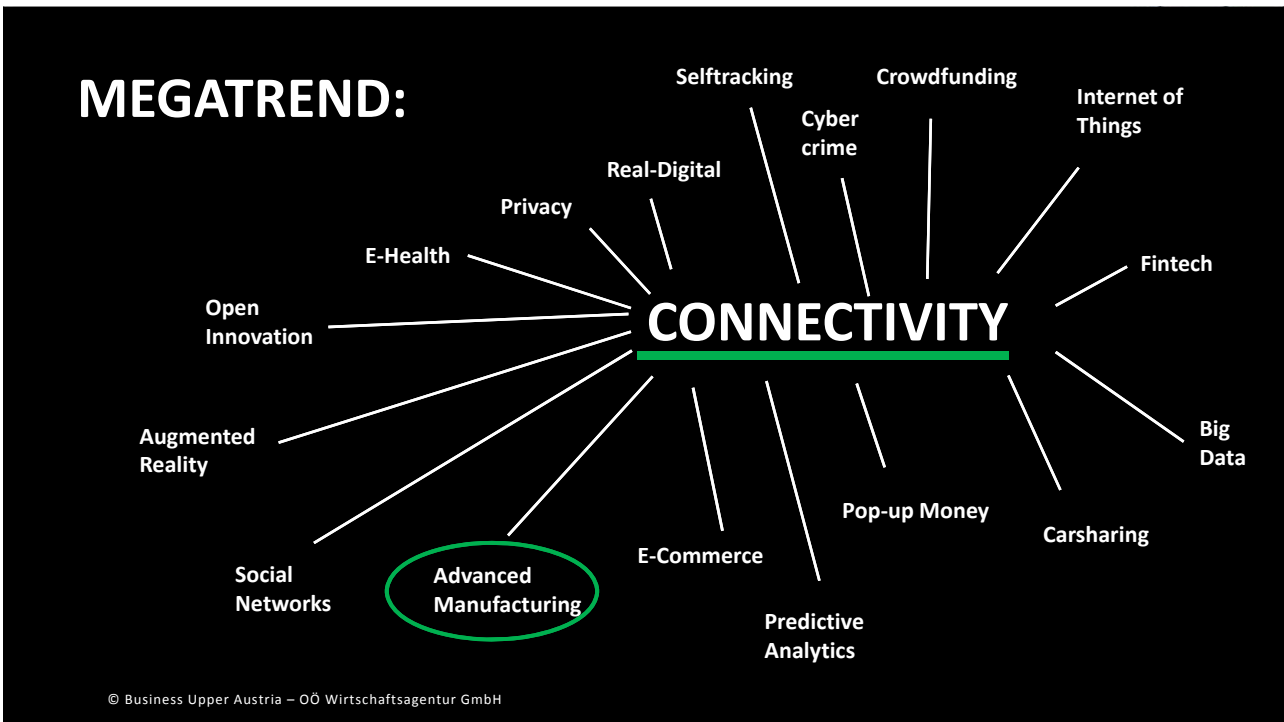 MEGATREND:
Selftracking
Crowdfunding
Internet of
Things
Cyber
crime
Real-Digital
Privacy
E-Health
Fintech
Open
Innovation
CONNECTIVITY
Augmented
Reality
Big
Data
Pop-up Money
Carsharing
E-Commerce
Social
Networks
Advanced
Manufacturing
Predictive
Analytics
© Business Upper Austria – OÖ Wirtschaftsagentur GmbH